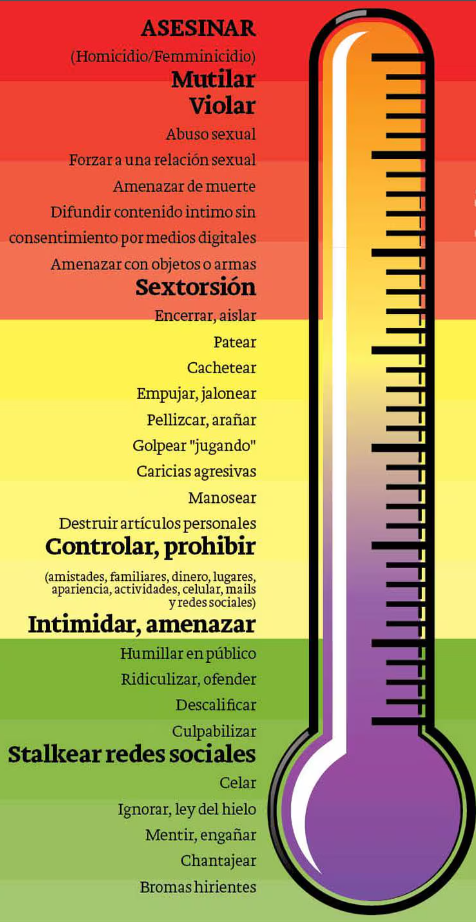 ASESINAR
(Homicidio/Femminicidio)
Mutilar
Violar
Abuso sexual
Forzar a una relación sexual
Amenazar de muerte
Difundir contenido intimo sin
consentimiento por medios digitales
Amenazar con objetos o armas
Sextorsión
Encerrar, aislar
Patear
Cachetear
Empujar, jalonear
Pellizcar, arañar
Golpear "jugando"
Caricias agresivas
Manosear
Destruir artículos personales
Controlar, prohibir
(amistades, familiares, dinero, lugares,
apariencia, actividades, celular, mails
y redes sociales)
Intimidar, amenazar
Humillar en público
Ridiculizar, ofender
Descalificar
Culpabilizar
Stalkear redes sociales
Celar
Ignorar, ley del hielo
Mentir, engañar
Chantajear
Bromas hirientes